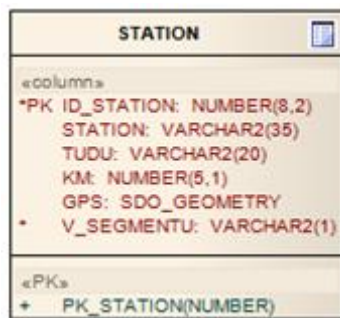 STATION
«column»
*PK ID_STATION: NUMBER(8,2)
STATION: VARCHAR2(35)
TUDU: VARCHAR2(20)
KM: NUMBER(5,1)
GPS: SDO_GEOMETRY
* V_SEGMENTU: VARCHAR2(1)
«PK»
+ PK_STATION(NUMBER)